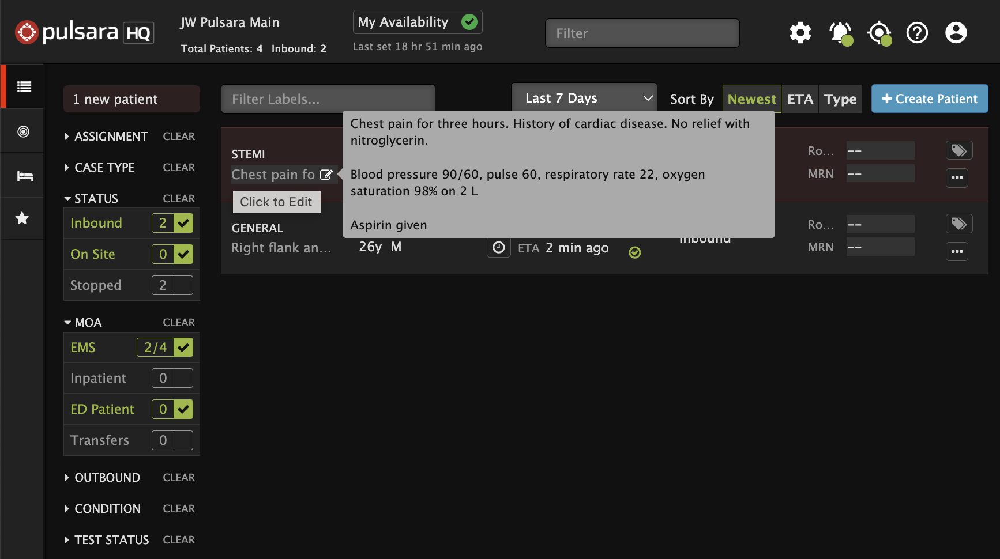 pulsara HQ
JW Pulsara Main
Total Patients: 4 Inbound: 2
My Availability
Last set 18 hr 51 min ago
Filter
1 new patient
Filter Labels...
Last 7 Days
Sort By
Newest
ETA
Type
+ Create Patient
ASSIGNMENT CLEAR
CASE TYPE CLEAR
STATUS CLEAR
Inbound 2
On Site 0
Stopped 2
MOA CLEAR
EMS 2/4
Inpatient 0
ED Patient 0
Transfers 0
OUTBOUND CLEAR
CONDITION CLEAR
TEST STATUS CLEAR
STEMI
Chest pain fo
Click to Edit
Chest pain for three hours. History of cardiac disease. No relief with
nitroglycerin.
Blood pressure 90/60, pulse 60, respiratory rate 22, oxygen
saturation 98% on 2 L
Aspirin given
Ro... --
MRN --
GENERAL
Right flank an...
26y M
ETA 2 min ago
Inbound
Ro... --
MRN --